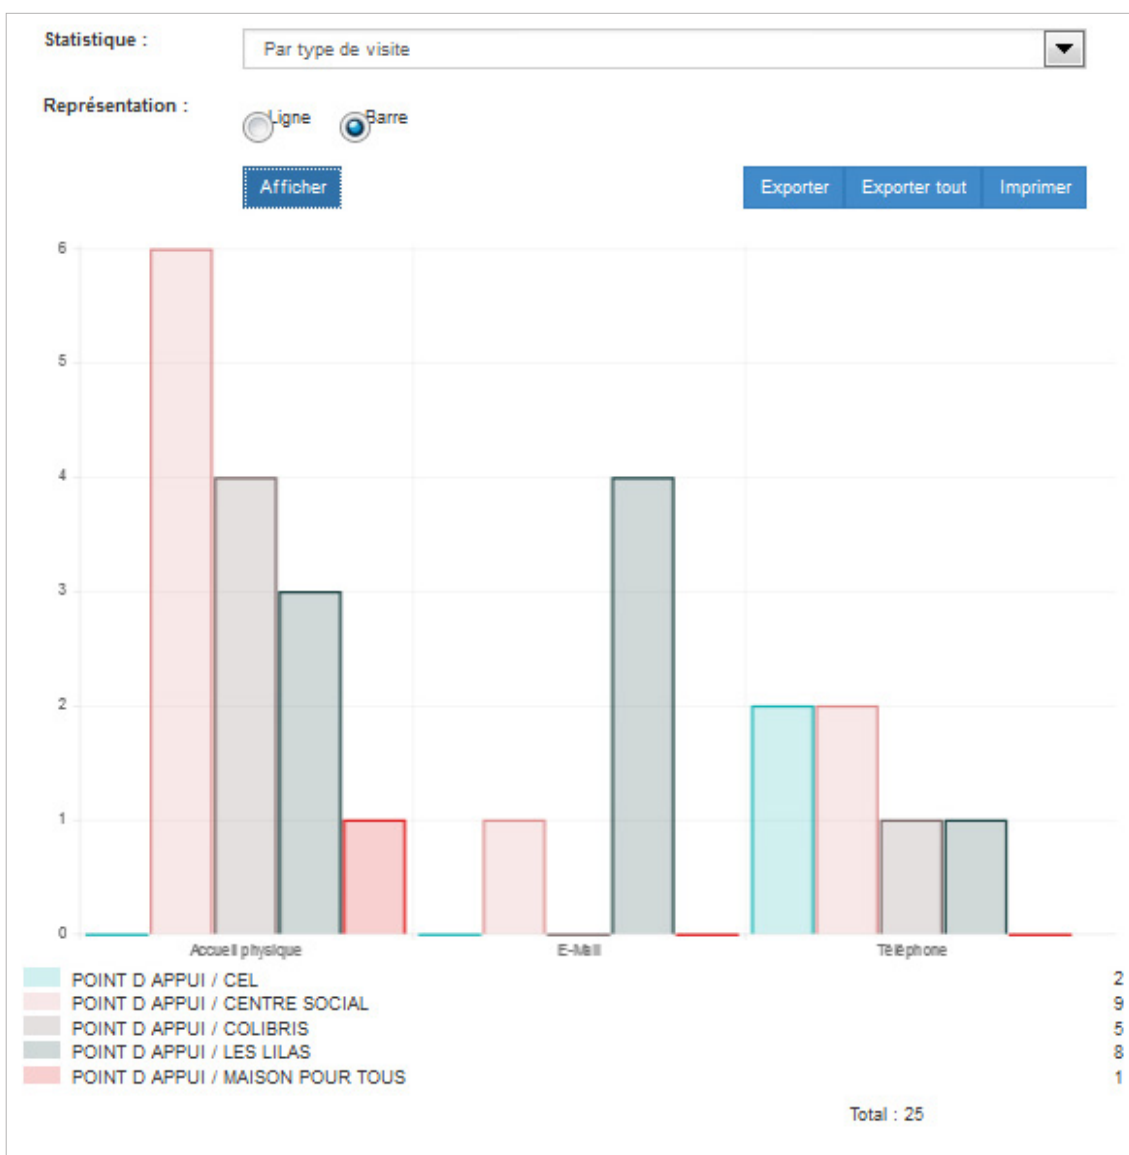 Statistique :
Par type de visite
Représentation :
Ligne Barre
Afficher Exporter Exporter tout Imprimer
6
5
4
3
2
1
0
Accueil physique E-Mail Téléphone
POINT D APPUI / CEL 2
POINT D APPUI / CENTRE SOCIAL 9
POINT D APPUI / COLIBRIS 5
POINT D APPUI / LES LILAS 8
POINT D APPUI / MAISON POUR TOUS 1
Total : 25